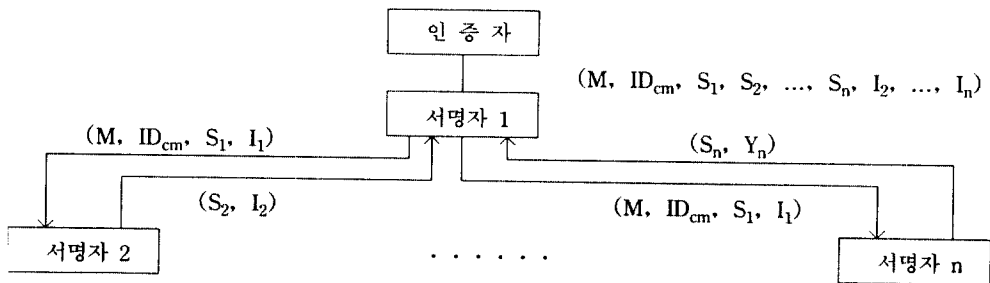 인 증 자
(M, ID_cm, S_1, S_2, ..., S_n, I_2, ..., I_n)
서명자 1
(M, ID_cm, S_1, I_1)
(S_n, Y_n)
(S_2, I_2)
(M, ID_cm, S_1, I_1)
서명자 2
. . . . . .
서명자 n